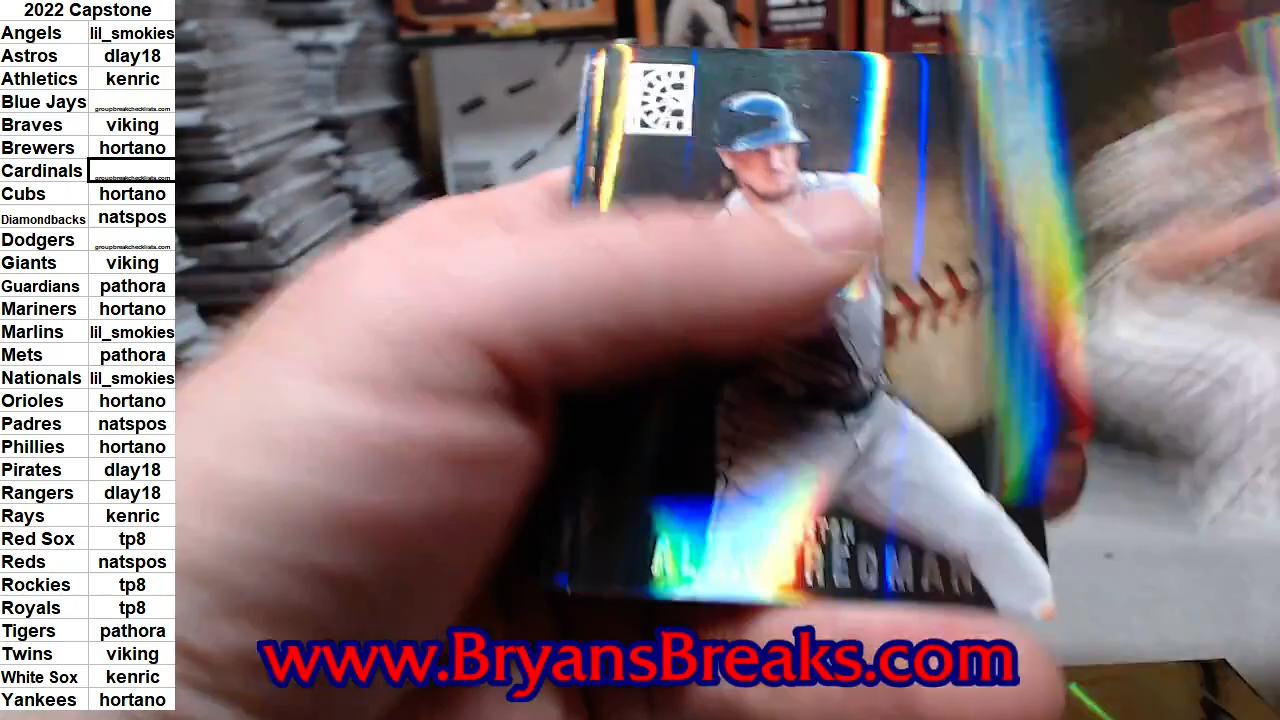 2022 Capstone
Angels lil_smokies
Astros dlay18
Athletics kenric
Blue Jays groupbreakchecklists.com
Braves viking
Brewers hortano
Cardinals groupbreakchecklists.com
Cubs hortano
Diamondbacks natspos
Dodgers groupbreakchecklists.com
Giants viking
Guardians pathora
Mariners hortano
Marlins lil_smokies
Mets pathora
Nationals lil_smokies
Orioles hortano
Padres natspos
Phillies hortano
Pirates dlay18
Rangers dlay18
Rays kenric
Red Sox tp8
Reds natspos
Rockies tp8
Royals tp8
Tigers pathora
Twins viking
White Sox kenric
Yankees hortano
ALEX BREGMAN
www.BryansBreaks.com